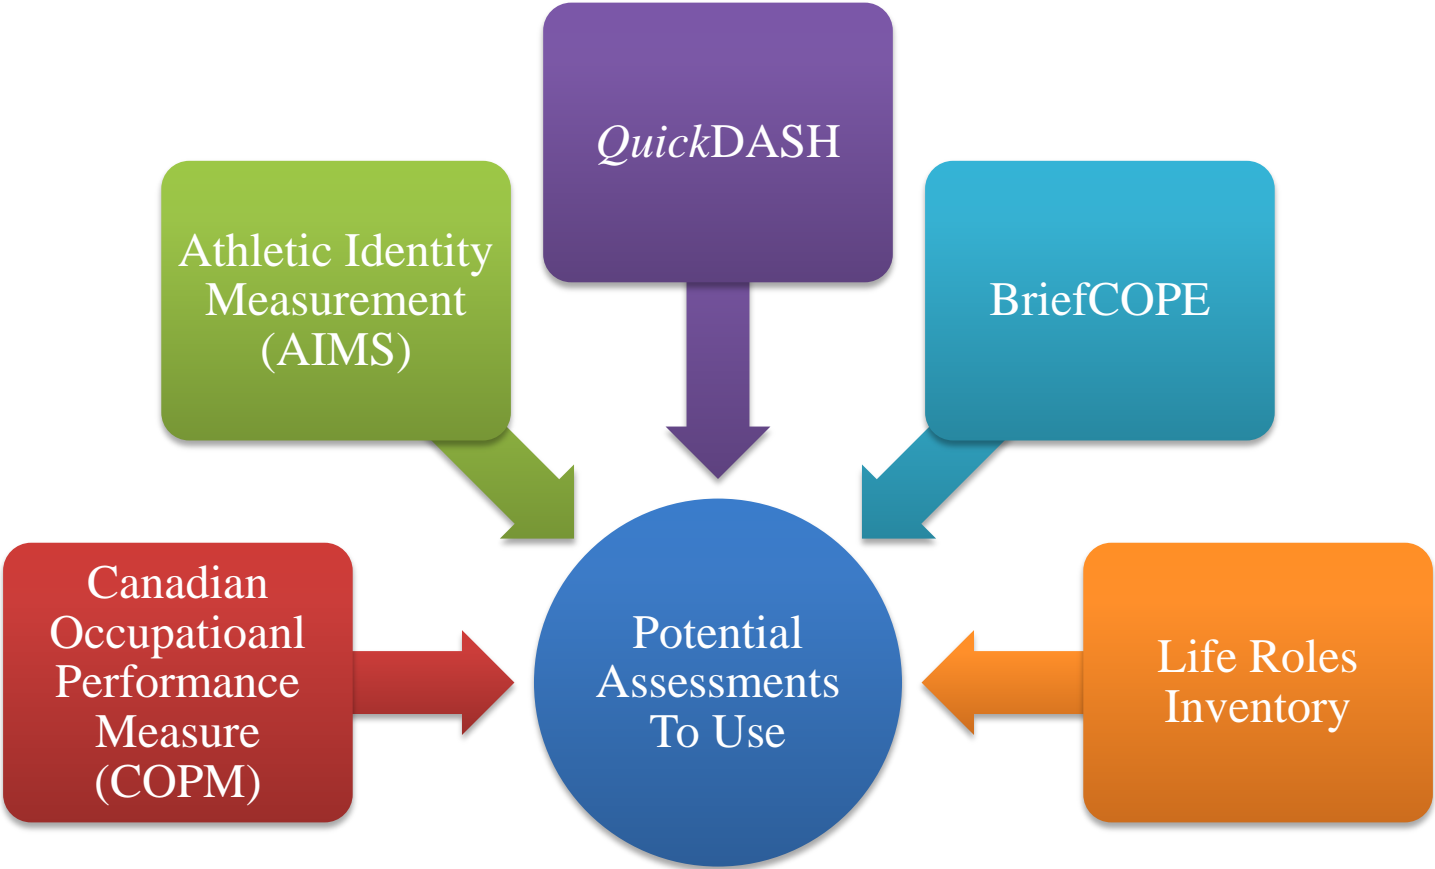 QuickDASH
Athletic Identity
Measurement
(AIMS)
BriefCOPE
Canadian
Occupatioanl
Performance
Measure
(COPM)
Potential
Assessments
To Use
Life Roles
Inventory